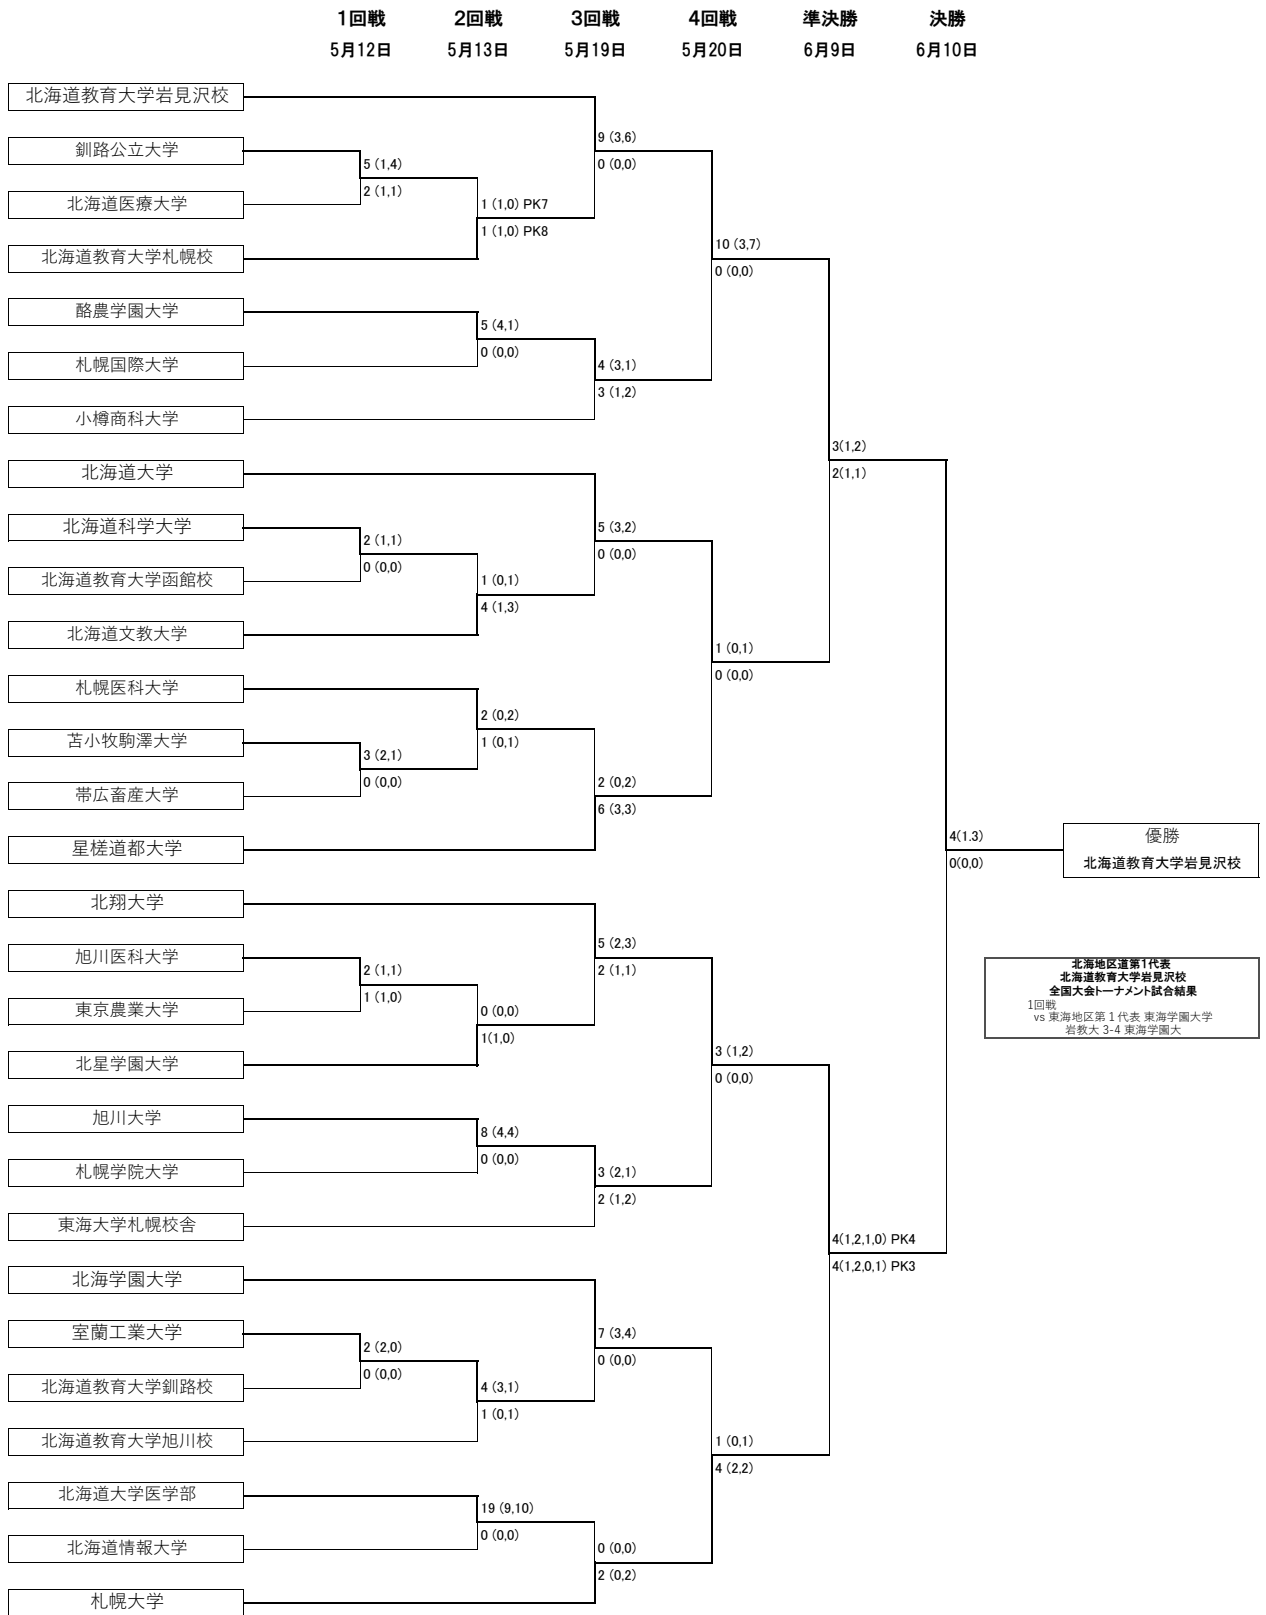 1回戦 2回戦 3回戦 4回戦 準決勝 決勝
5月12日 5月13日 5月19日 5月20日 6月9日 6月10日
北海道教育大学岩見沢校
9 (3,6)
釧路公立大学
0 (0,0)
5 (1,4)
2 (1,1)
北海道医療大学
1 (1,0) PK7
1 (1,0) PK8
10 (3,7)
北海道教育大学札幌校
0 (0,0)
酪農学園大学
5 (4,1)
0 (0,0)
札幌国際大学
4 (3,1)
3 (1,2)
小樽商科大学
3(1,2)
北海道大学
2(1,1)
北海道科学大学
5 (3,2)
2 (1,1)
0 (0,0)
0 (0,0)
北海道教育大学函館校
1 (0,1)
4 (1,3)
北海道文教大学
1 (0,1)
0 (0,0)
札幌医科大学
2 (0,2)
苫小牧駒澤大学
1 (0,1)
3 (2,1)
0 (0,0)
2 (0,2)
帯広畜産大学
6 (3,3)
4(1.3)
優勝
星槎道都大学
0(0,0)
北海道教育大学岩見沢校
北翔大学
5 (2,3)
旭川医科大学
2 (1,1)
2 (1,1)
北海地区道第1代表
北海道教育大学岩見沢校
全国大会トーナメント試合結果
1回戦
vs 東海地区第１代表 東海学園大学
岩教大 3-4 東海学園大
1 (1,0)
東京農業大学
0 (0,0)
1(1,0)
3 (1,2)
北星学園大学
0 (0,0)
旭川大学
8 (4,4)
0 (0,0)
札幌学院大学
3 (2,1)
2 (1,2)
東海大学札幌校舎
4(1,2,1,0) PK4
4(1,2,0,1) PK3
北海学園大学
室蘭工業大学
7 (3,4)
2 (2,0)
0 (0,0)
0 (0,0)
北海道教育大学釧路校
4 (3,1)
1 (0,1)
北海道教育大学旭川校
1 (0,1)
4 (2,2)
北海道大学医学部
19 (9,10)
0 (0,0)
北海道情報大学
0 (0,0)
2 (0,2)
札幌大学